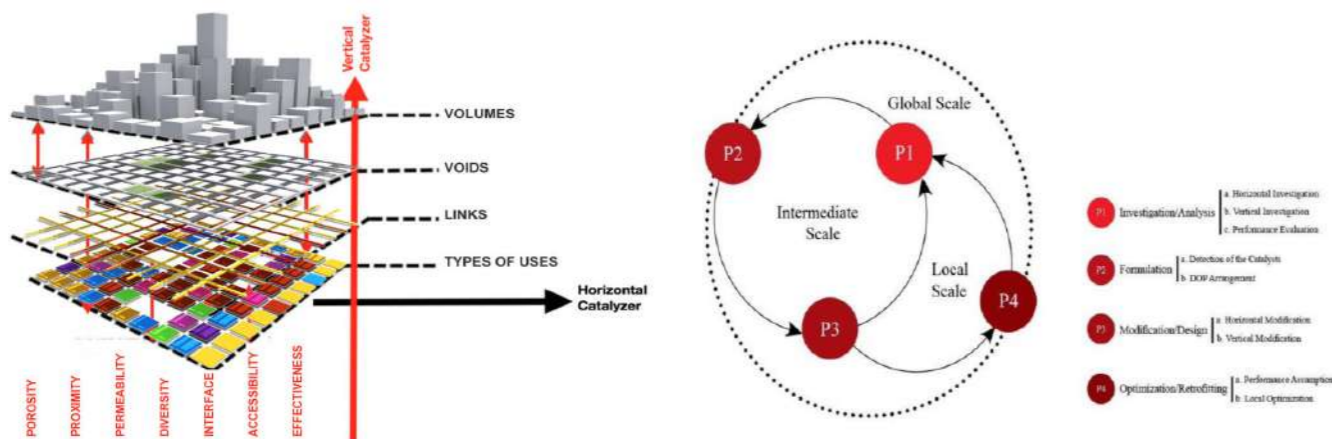 Vertical
Catalyzer
VOLUMES
VOIDS
LINKS
TYPES OF USES
Horizontal
Catalyzer
POROSITY
PROXIMITY
PERMEABILITY
DIVERSITY
INTERFACE
ACCESSIBILITY
EFFECTIVENESS
Global Scale
P2
P1
Intermediate
Scale
Local
Scale
P4
P3
P1 Investigation/Analysis
a. Horizontal Investigation
b. Vertical Investigation
c. Performance Evaluation
P2 Formulation
a. Detection of the Catalysts
b. DOW Arrangement
P3 Modification/Design
a. Horizontal Modification
b. Vertical Modification
P4 Optimization/Retrofitting
a. Performance Assumption
b. Local Optimization